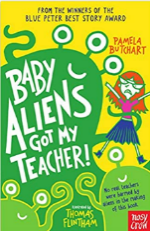 FROM THE WINNERS OF THE
BLUE PETER BEST STORY AWARD
PAMELA
BUTCHART
BABY
ALIENS
GOT MY
TEACHER!
No real teachers
were harmed by
aliens in the making
of this book
Illustrated by
THOMAS
FLINTHAM
nosy
crow